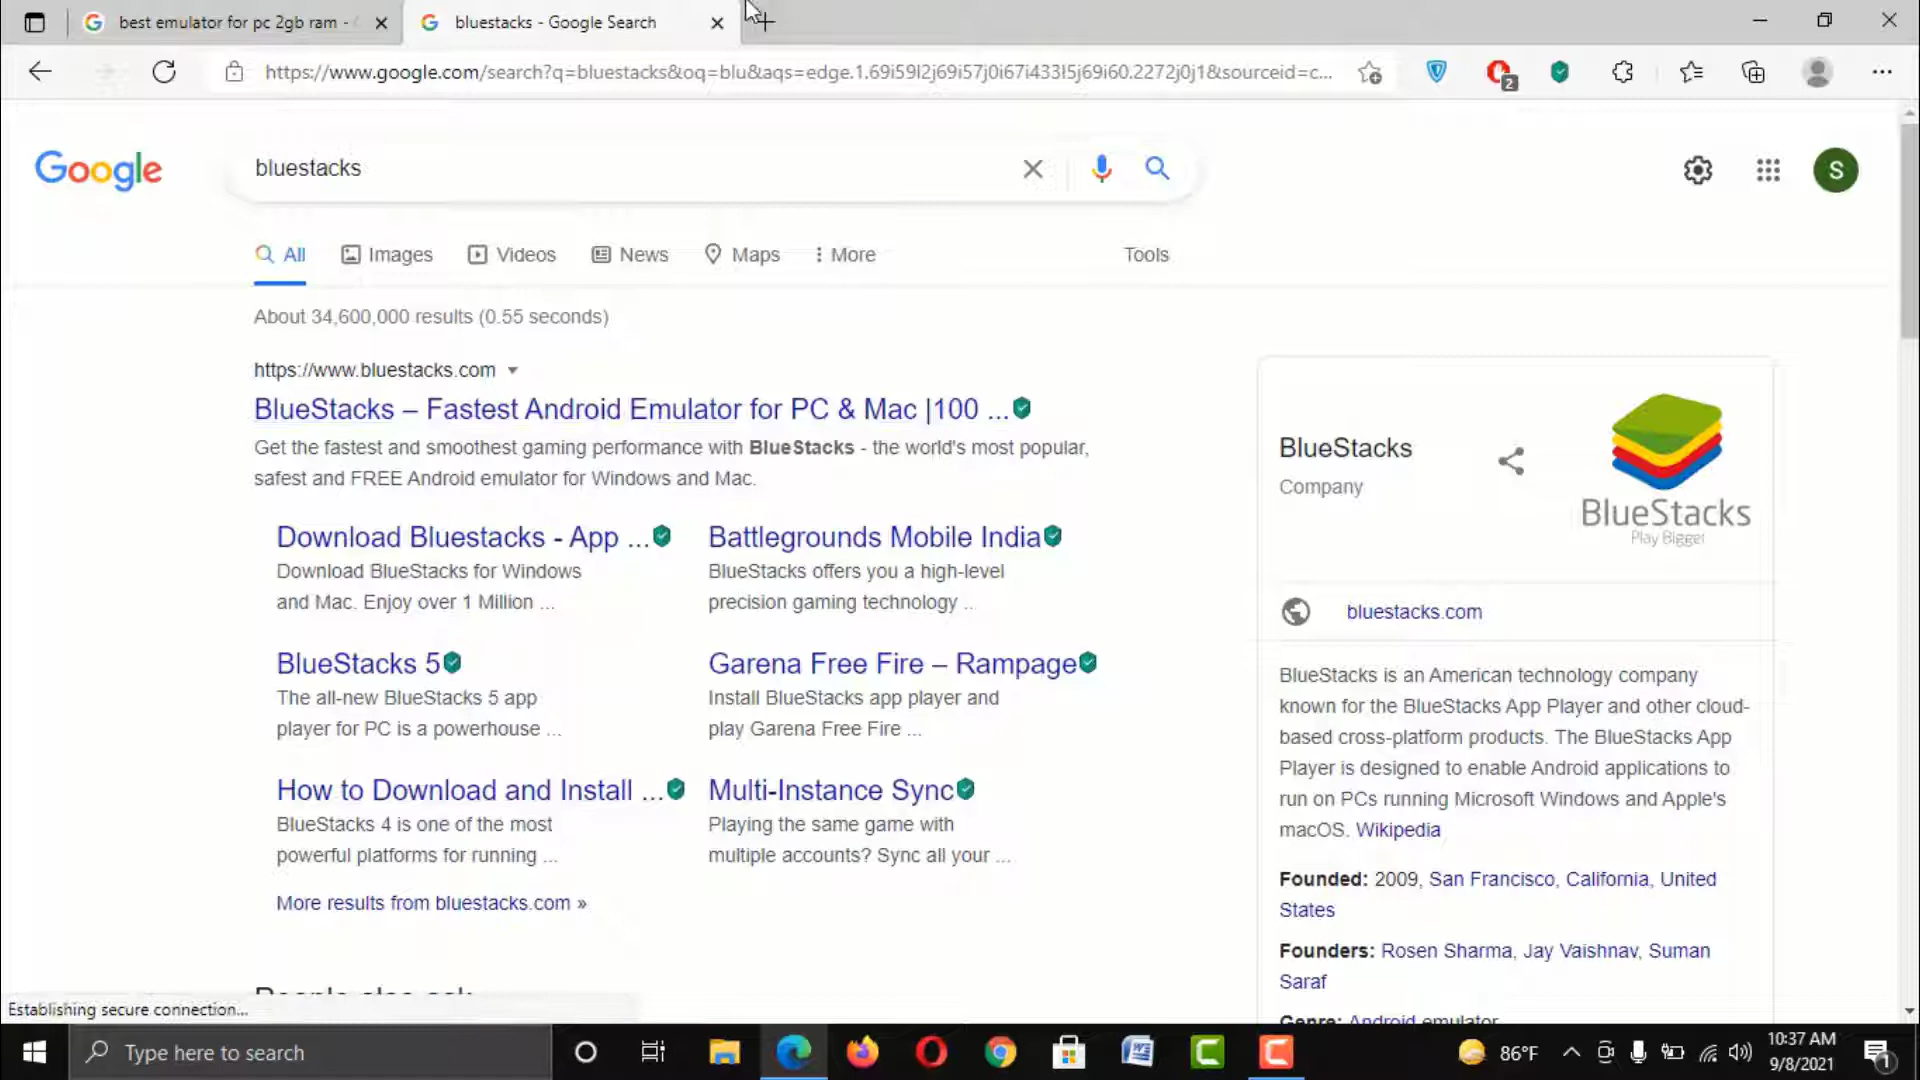 best emulator for pc 2gb ram -
bluestacks - Google Search
https://www.google.com/search?q=bluestacks&oq=blu&aqs=edge.1.69i59l2j69i57j0i67i433l5j69i60.2272j0j1&sourceid=c...
2
Google
bluestacks
S
All
Images
Videos
News
Maps
More
Tools
About 34,600,000 results (0.55 seconds)
https://www.bluestacks.com
BlueStacks – Fastest Android Emulator for PC & Mac |100 ...
Get the fastest and smoothest gaming performance with BlueStacks - the world's most popular,
safest and FREE Android emulator for Windows and Mac.
Download Bluestacks - App ...
Download BlueStacks for Windows
and Mac. Enjoy over 1 Million ...
Battlegrounds Mobile India
BlueStacks offers you a high-level
precision gaming technology ..
BlueStacks 5
The all-new BlueStacks 5 app
player for PC is a powerhouse ...
Garena Free Fire – Rampage
Install BlueStacks app player and
play Garena Free Fire ...
How to Download and Install ...
BlueStacks 4 is one of the most
powerful platforms for running ...
Multi-Instance Sync
Playing the same game with
multiple accounts? Sync all your ...
More results from bluestacks.com »
People also ask
BlueStacks
Company
BlueStacks
Play Bigger
bluestacks.com
BlueStacks is an American technology company
known for the BlueStacks App Player and other cloud-
based cross-platform products. The BlueStacks App
Player is designed to enable Android applications to
run on PCs running Microsoft Windows and Apple's
macOS. Wikipedia
Founded: 2009, San Francisco, California, United
States
Founders: Rosen Sharma, Jay Vaishnav, Suman
Saraf
Genre: Android emulator
Establishing secure connection...
Type here to search
86°F
10:37 AM
9/8/2021
1